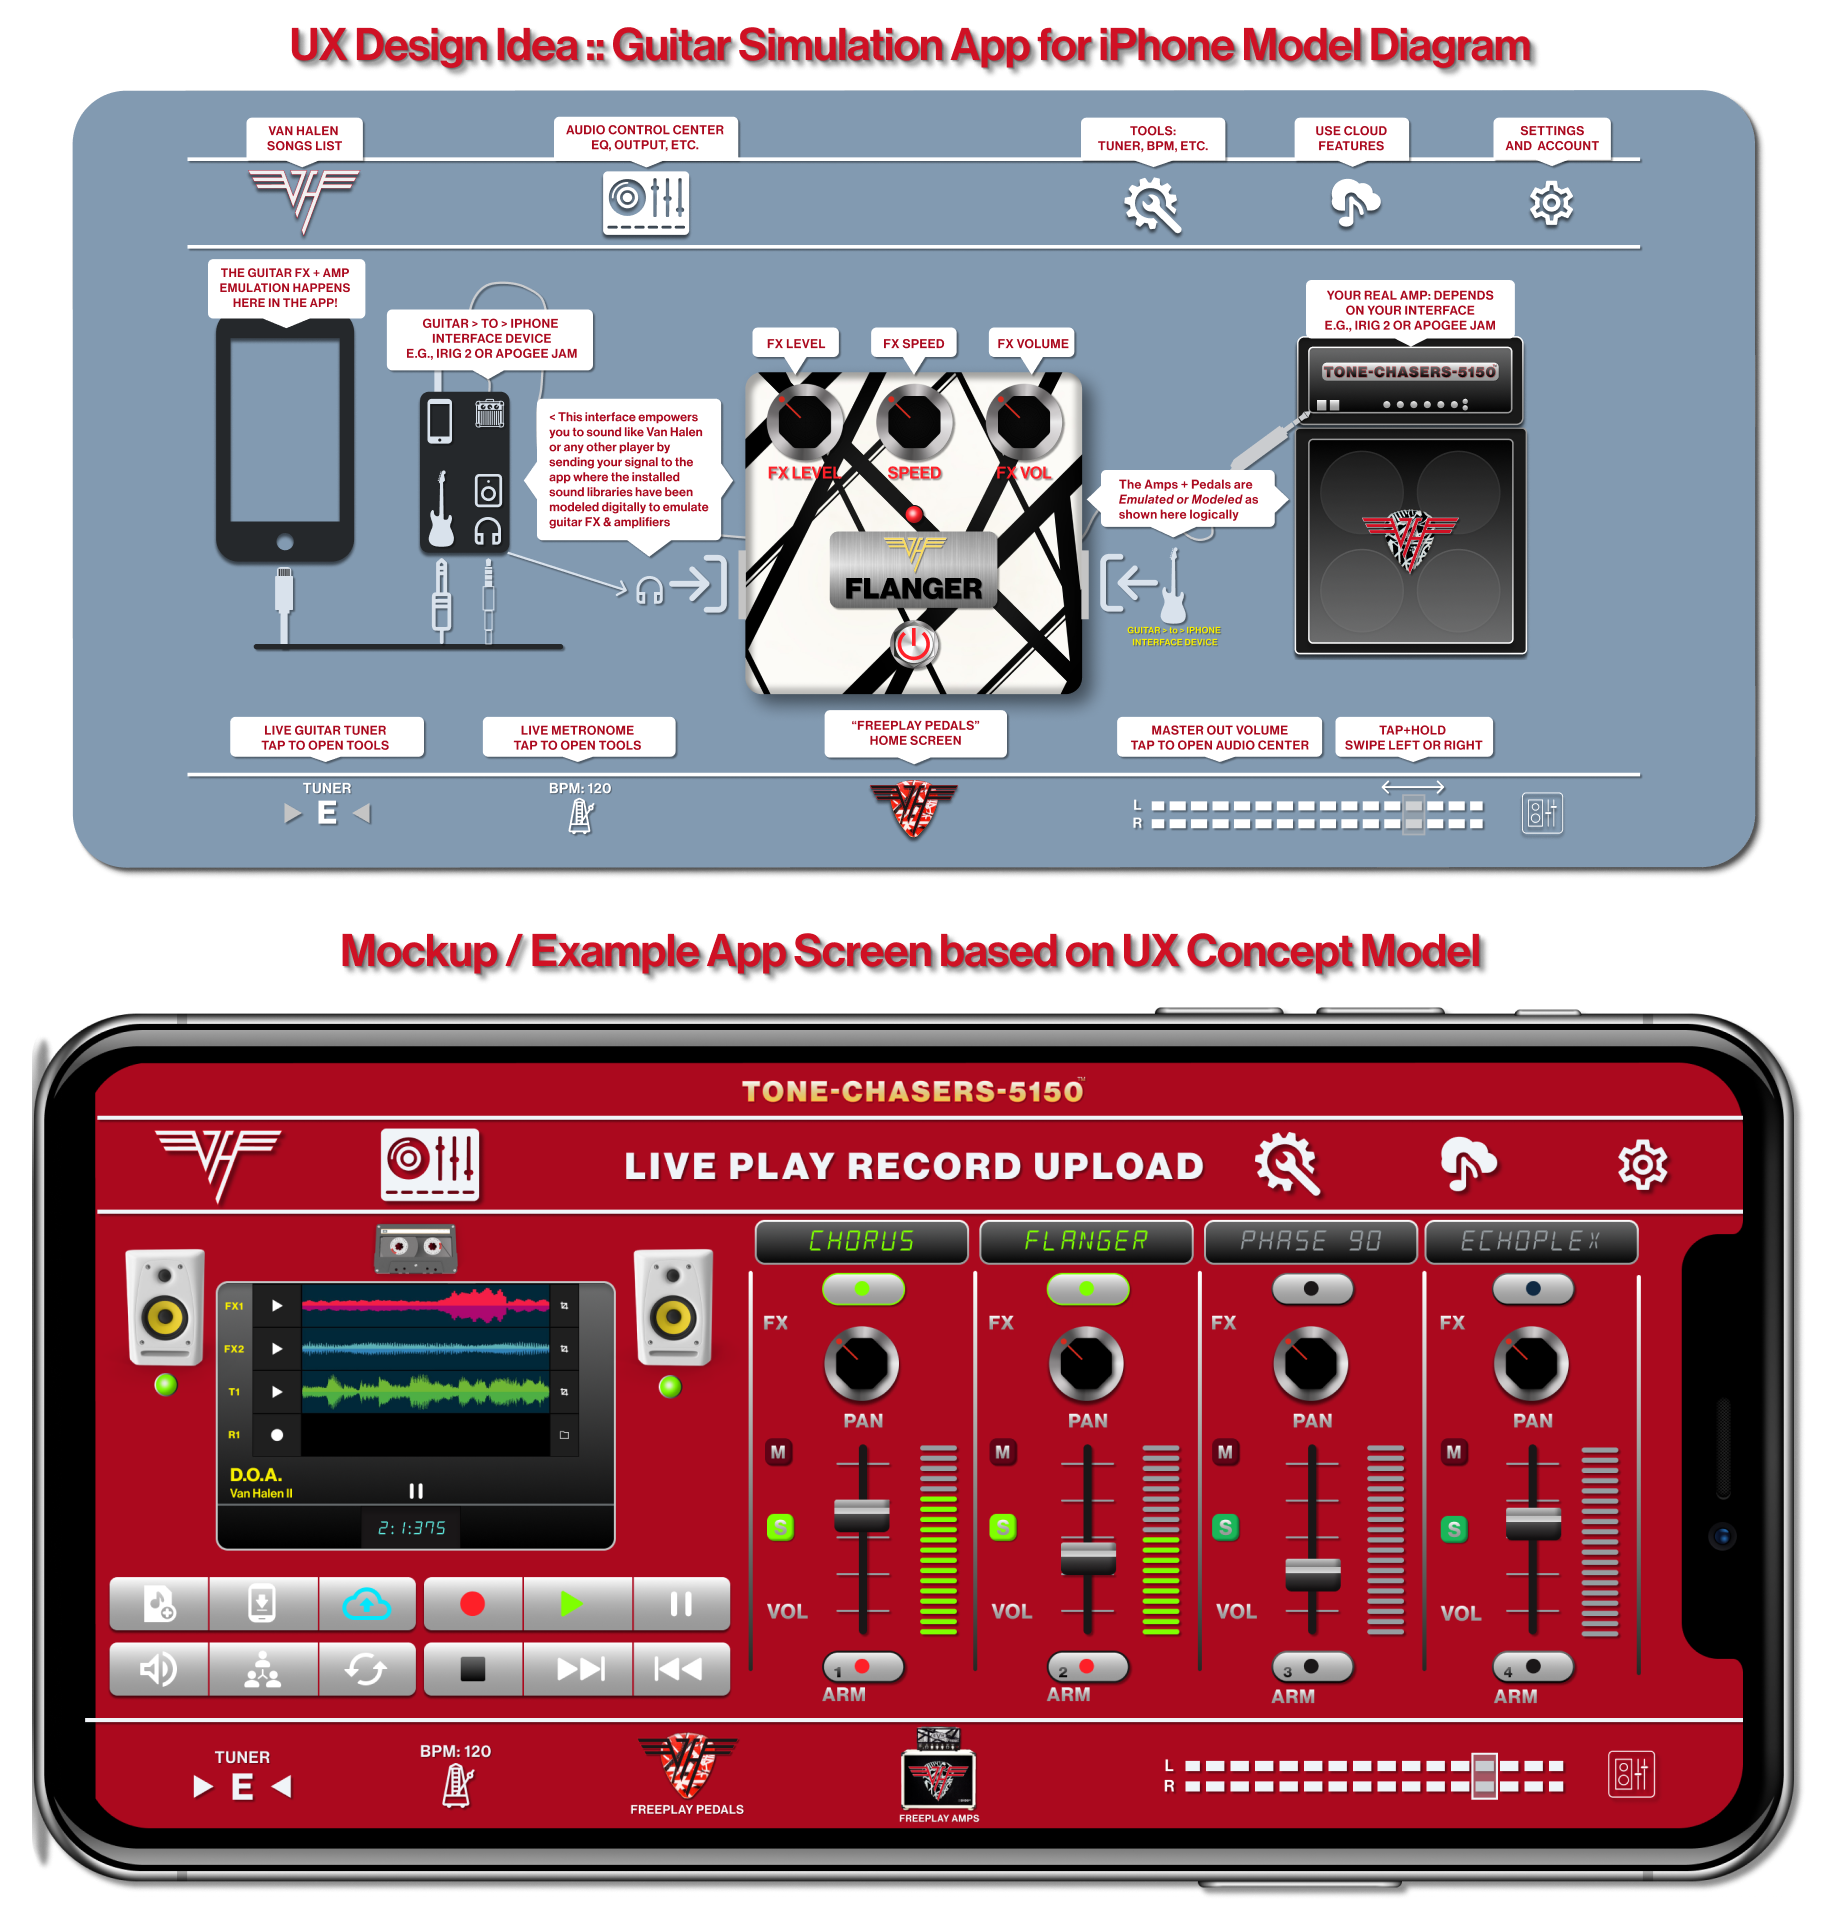 UX Design Idea :: Guitar Simulation App for iPhone Model Diagram
VAN HALEN
SONGS LIST
AUDIO CONTROL CENTER
EQ, OUTPUT, ETC.
TOOLS:
TUNER, BPM, ETC.
USE CLOUD
FEATURES
SETTINGS
AND ACCOUNT
VH
THE GUITAR FX + AMP
EMULATION HAPPENS
HERE IN THE APP!
GUITAR > TO > IPHONE
INTERFACE DEVICE
E.G., IRIG 2 OR APOGEE JAM
< This interface empowers
you to sound like Van Halen
or any other player by
sending your signal to the
app where the installed
sound libraries have been
modeled digitally to emulate
guitar FX & amplifiers
FX LEVEL
FX SPEED
FX VOLUME
FX LEVEL
SPEED
FX VOL
VH
FLANGER
YOUR REAL AMP: DEPENDS
ON YOUR INTERFACE
E.G., IRIG 2 OR APOGEE JAM
TONE-CHASERS-5150
The Amps + Pedals are
Emulated or Modeled as
shown here logically
VH
GUITAR > to > IPHONE
INTERFACE DEVICE
LIVE GUITAR TUNER
TAP TO OPEN TOOLS
LIVE METRONOME
TAP TO OPEN TOOLS
“FREEPLAY PEDALS”
HOME SCREEN
MASTER OUT VOLUME
TAP TO OPEN AUDIO CENTER
TAP+HOLD
SWIPE LEFT OR RIGHT
TUNER
E
BPM: 120
VH
L
R
Mockup / Example App Screen based on UX Concept Model
TONE-CHASERS-5150™
VH
LIVE PLAY RECORD UPLOAD
CHORUS
FLANGER
PHASE 90
ECHOPLEX
FX1
FX2
T1
R1
D.O.A.
Van Halen II
2:1:375
FX
FX
FX
FX
PAN
PAN
PAN
PAN
M
M
M
M
S
S
S
S
VOL
VOL
VOL
VOL
1
2
3
4
ARM
ARM
ARM
ARM
TUNER
E
BPM: 120
VH
FREEPLAY PEDALS
VH
FREEPLAY AMPS
L
R